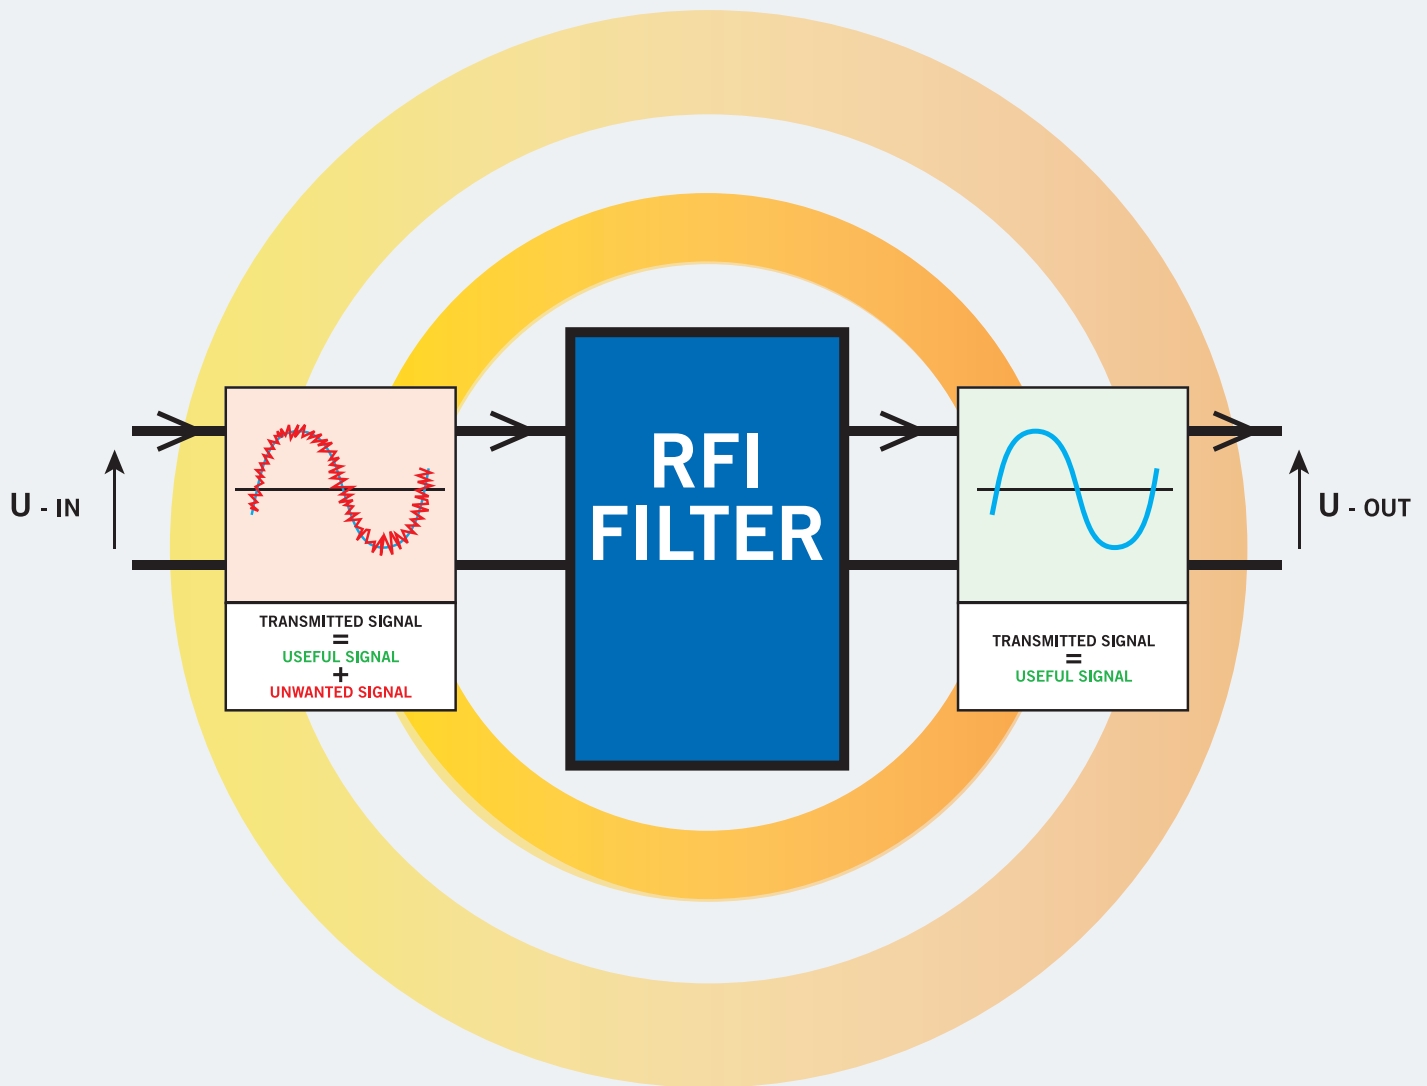 U - IN
TRANSMITTED SIGNAL
=
USEFUL SIGNAL
+
UNWANTED SIGNAL
RFI
FILTER
TRANSMITTED SIGNAL
=
USEFUL SIGNAL
U - OUT